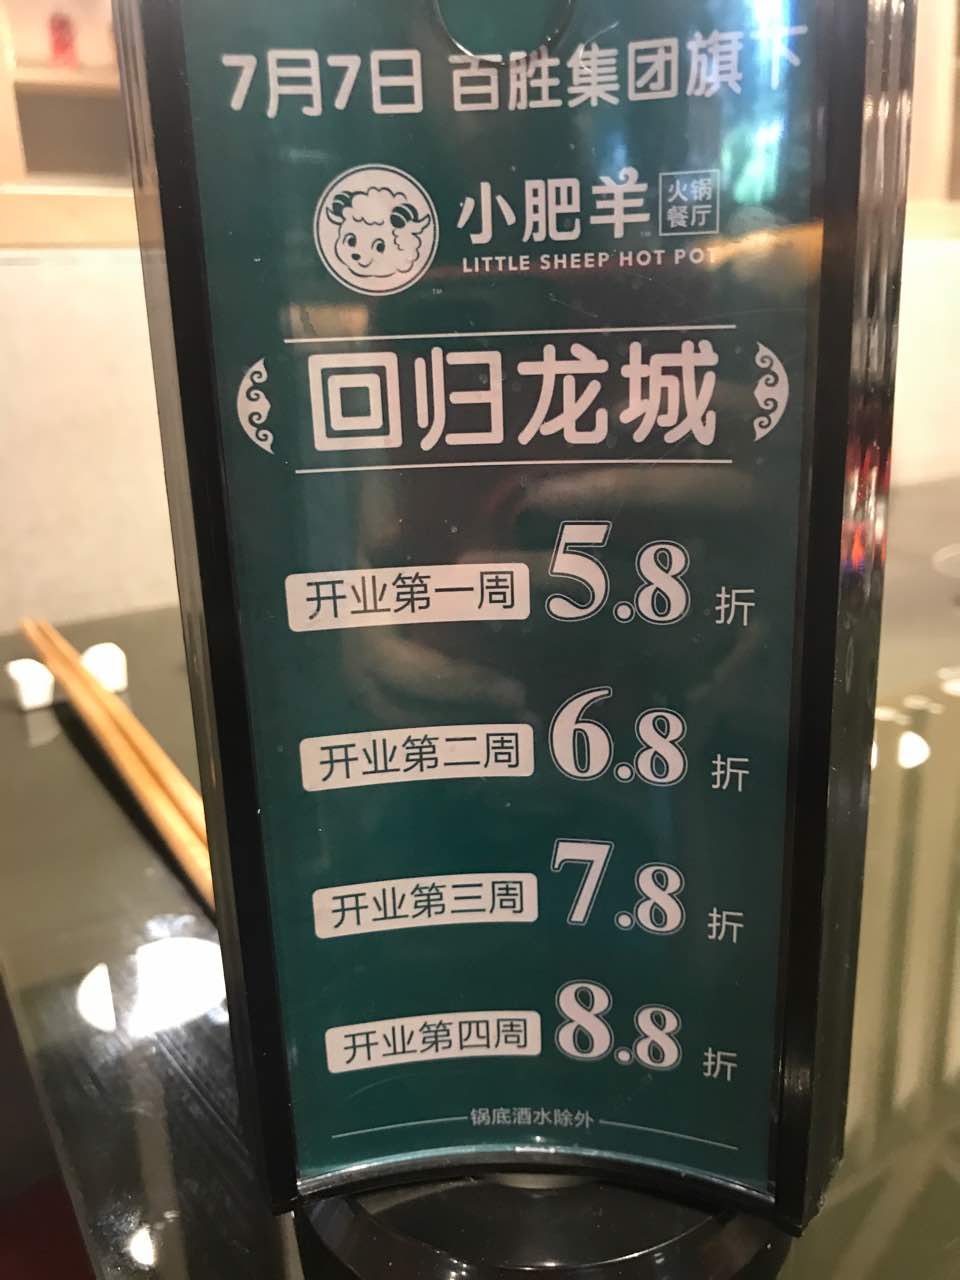 7月7日 百胜集团旗下
小肥羊 火锅餐厅
LITTLE SHEEP HOT POT
回归龙城
开业第一周 5.8 折
开业第二周 6.8 折
开业第三周 7.8 折
开业第四周 8.8 折
锅底酒水除外